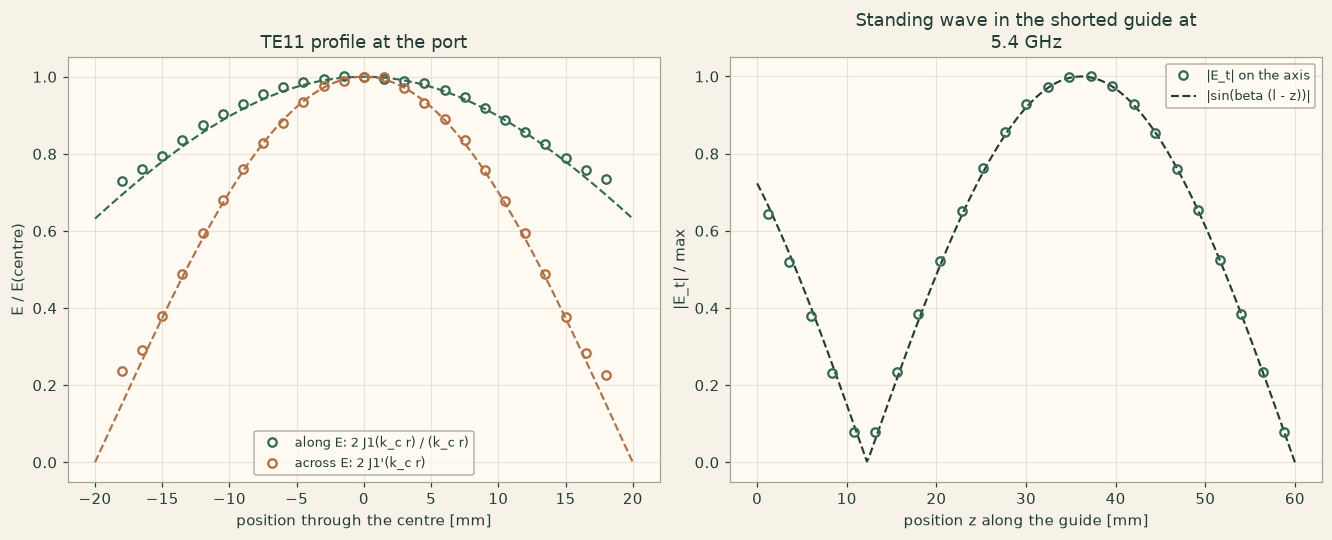 TE11 profile at the port
E / E(centre)
1.0
0.8
0.6
0.4
0.2
0.0
−20
−15
−10
−5
0
5
10
15
20
position through the centre [mm]
along E: 2 J1(k_c r) / (k_c r)
across E: 2 J1'(k_c r)
Standing wave in the shorted guide at
5.4 GHz
|E_t| / max
1.0
0.8
0.6
0.4
0.2
0.0
0
10
20
30
40
50
60
position z along the guide [mm]
|E_t| on the axis
|sin(beta (l - z))|